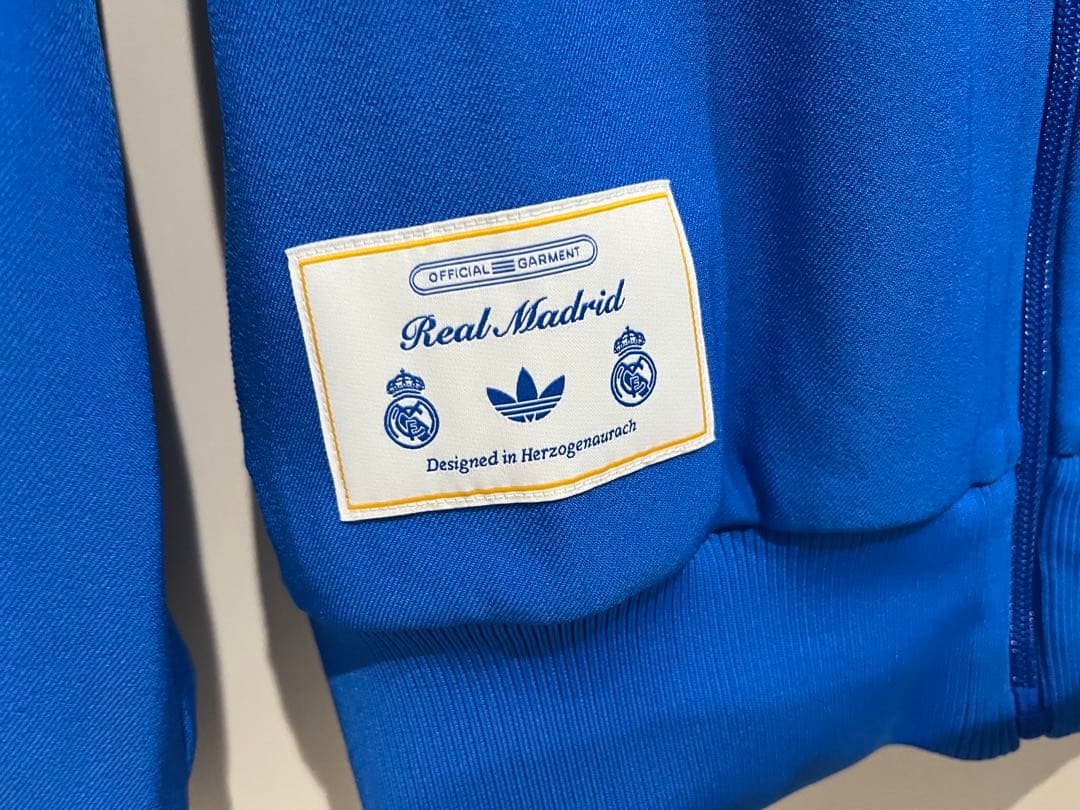 OFFICIAL GARMENT
Real Madrid
Designed in Herzogenaurach